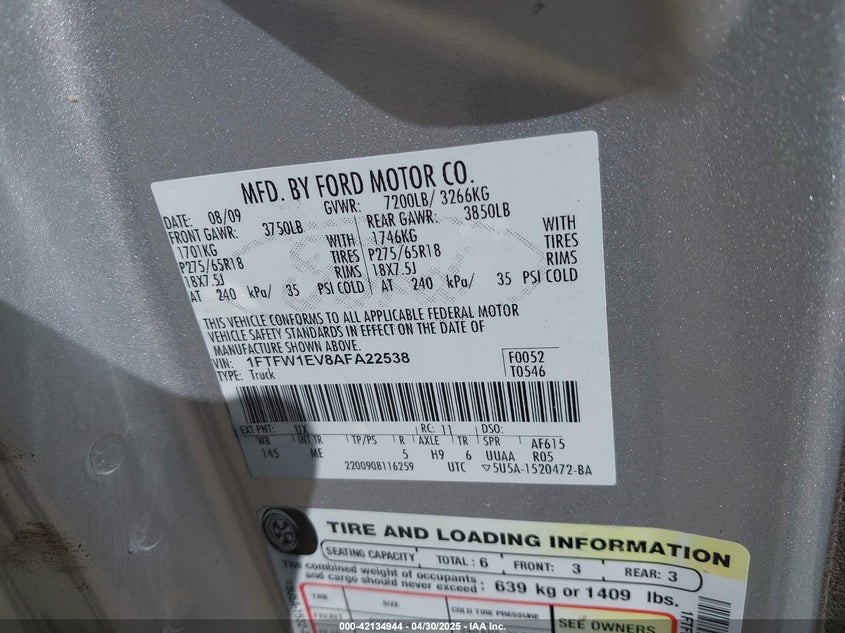 MFD. BY FORD MOTOR CO.
DATE: 08/09 GVWR: 7200LB/ 3266KG
FRONT GAWR: 3750LB REAR GAWR: 3850LB
1701KG WITH 1746KG WITH
P275/65R18 TIRES P275/65R18 TIRES
18X7.5J RIMS 18X7.5J RIMS
AT 240 kPa/ 35 PSI COLD AT 240 kPa/ 35 PSI COLD
THIS VEHICLE CONFORMS TO ALL APPLICABLE FEDERAL MOTOR
VEHICLE SAFETY STANDARDS IN EFFECT ON THE DATE OF
MANUFACTURE SHOWN ABOVE.
VIN: 1FTFW1EV8AFA22538 F0052
TYPE: Truck T0546
EXT PNT: UX RC: 11 DSO:
WB INT TR TP/PS R AXLE TR SPR AF615
145 ME 5 H9 6 UUAA R05
2200908116259 UTC ▽5U5A-1520472-BA
TIRE AND LOADING INFORMATION
SEATING CAPACITY TOTAL: 6 FRONT: 3 REAR: 3
The combined weight of occupants
and cargo should never exceed: 639 kg or 1409 lbs.
TIRE SIZE COLD TIRE PRESSURE SEE OWNERS
FRONT
000-42134944 / 04/30/2025 — IAA Inc.